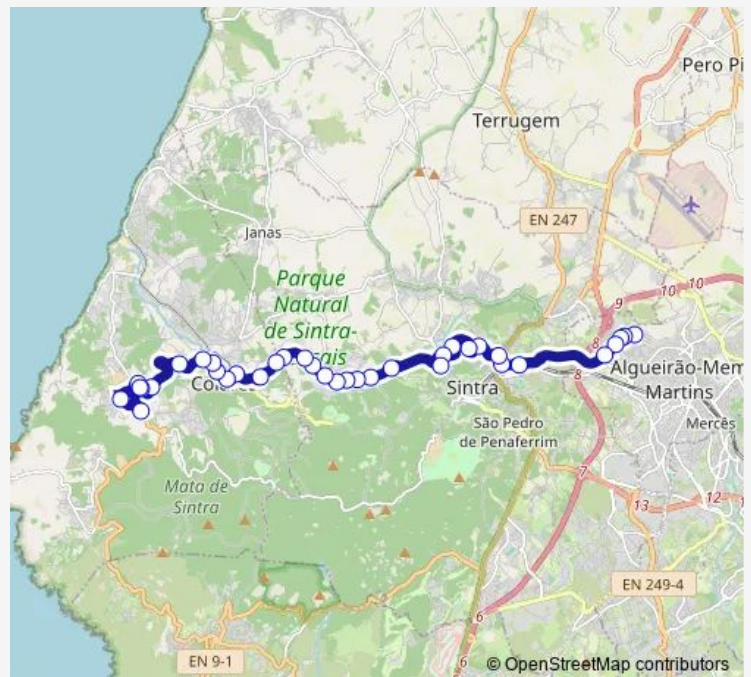 Pero Pi
Terrugem
EN 247
Janas
Parque
Natural
de Sintra-
ais
9
10
10
8
8
Algueirão-Mem
Martins
Sintra
Mercês
São Pedro
de Penaferrim
Mata de
Sintra
7
13
12
EN 249-4
6
6
EN 9-1
© OpenStreetMap contributors